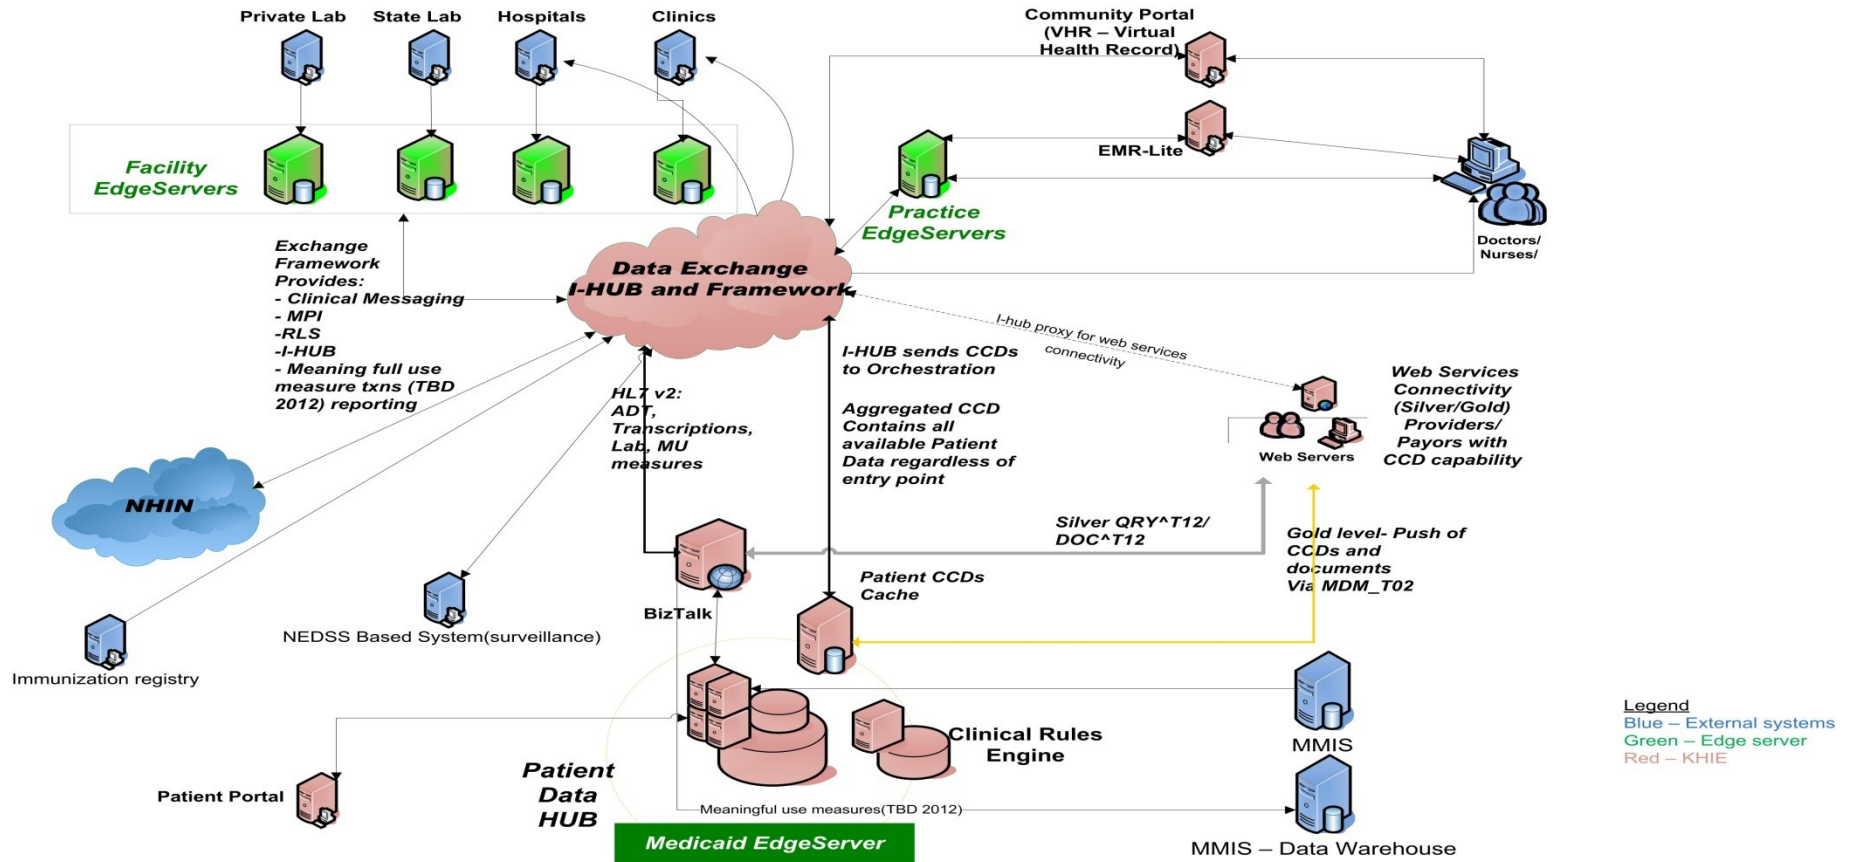 Private Lab
State Lab
Hospitals
Clinics
Community Portal
(VHR – Virtual
Health Record)
EMR-Lite
Facility
EdgeServers
Practice
EdgeServers
Doctors/
Nurses/
Exchange
Framework
Provides:
- Clinical Messaging
- MPI
-RLS
-I-HUB
- Meaning full use
measure txns (TBD
2012) reporting
Data Exchange
I-HUB and Framework
I-hub proxy for web services
connectivity
I-HUB sends CCDs
to Orchestration
Aggregated CCD
Contains all
available Patient
Data regardless of
entry point
HL7 v2:
ADT,
Transcriptions,
Lab, MU
measures
Web Services
Connectivity
(Silver/Gold)
Providers/
Payors with
CCD capability
Web Servers
NHIN
Silver QRY^T12/
DOC^T12
Gold level- Push of
CCDs and
documents
Via MDM_T02
Patient CCDs
Cache
BizTalk
NEDSS Based System(surveillance)
Immunization registry
Clinical Rules
Engine
MMIS
Patient
Data
HUB
Patient Portal
Meaningful use measures(TBD 2012)
Medicaid EdgeServer
MMIS – Data Warehouse
Legend
Blue – External systems
Green – Edge server
Red – KHIE